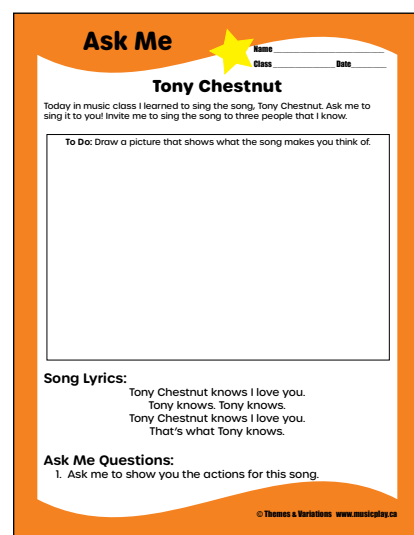 Ask Me
Name
Class Date
Tony Chestnut
Today in music class I learned to sing the song, Tony Chestnut. Ask me to
sing it to you! Invite me to sing the song to three people that I know.
To Do: Draw a picture that shows what the song makes you think of.
Song Lyrics:
Tony Chestnut knows I love you.
Tony knows. Tony knows.
Tony Chestnut knows I love you.
That's what Tony knows.
Ask Me Questions:
1. Ask me to show you the actions for this song.
© Themes & Variations www.musicplay.ca